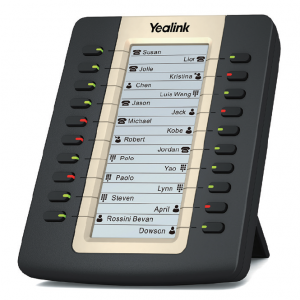 Yealink
Susan
Lior
Jolie
Kristina
Chen
Luis Wang
Jason
Jack
Michael
Kobe
Robert
Jordan
Polo
Yao
Paolo
Lynn
Steven
April
Rossini Bevan
Dowson